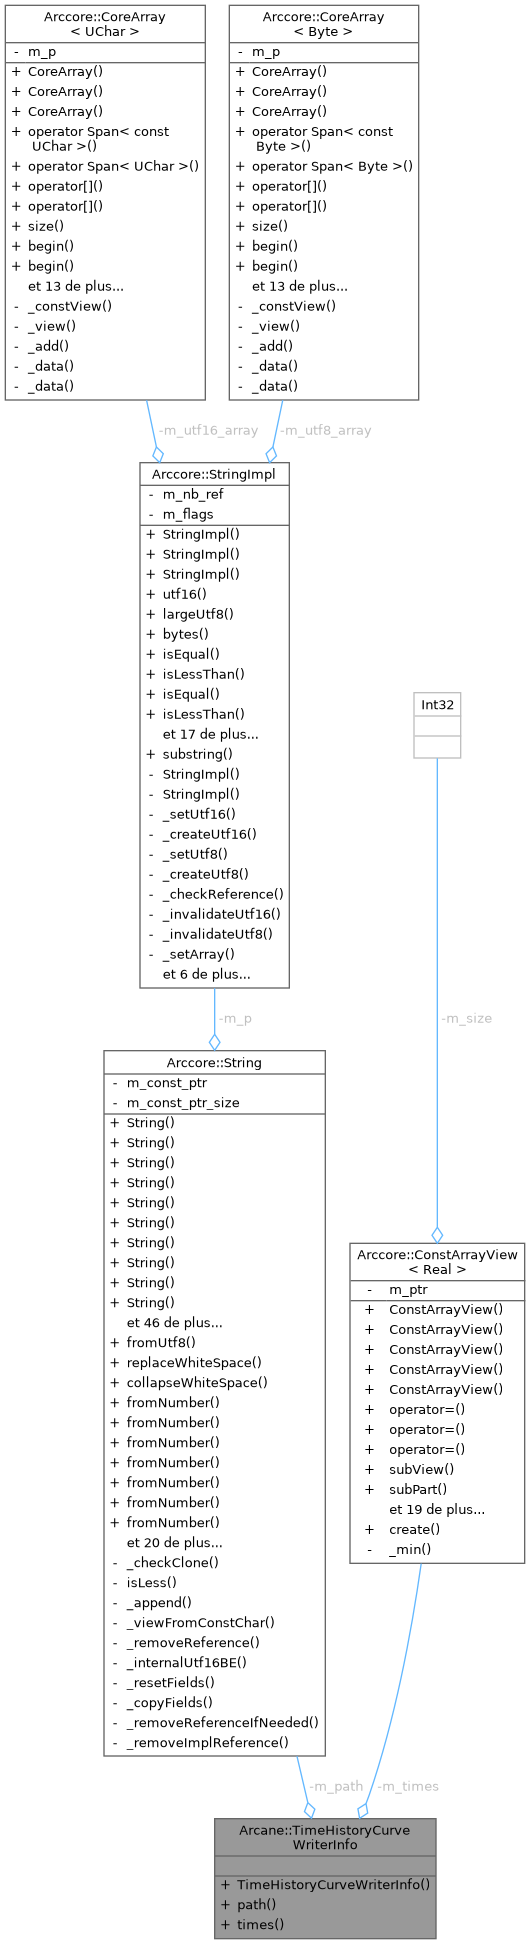 Arccore::CoreArray
< UChar >
- m_p
+ CoreArray()
+ CoreArray()
+ CoreArray()
+ operator Span< const
UChar >()
+ operator Span< UChar >()
+ operator[]()
+ operator[]()
+ size()
+ begin()
+ begin()
et 13 de plus...
- _constView()
- _view()
- _add()
- _data()
- _data()
Arccore::CoreArray
< Byte >
- m_p
+ CoreArray()
+ CoreArray()
+ CoreArray()
+ operator Span< const
Byte >()
+ operator Span< Byte >()
+ operator[]()
+ operator[]()
+ size()
+ begin()
+ begin()
et 13 de plus...
- _constView()
- _view()
- _add()
- _data()
- _data()
-m_utf16_array
-m_utf8_array
Arccore::StringImpl
- m_nb_ref
- m_flags
+ StringImpl()
+ StringImpl()
+ StringImpl()
+ utf16()
+ largeUtf8()
+ bytes()
+ isEqual()
+ isLessThan()
+ isEqual()
+ isLessThan()
et 17 de plus...
+ substring()
- StringImpl()
- StringImpl()
- _setUtf16()
- _createUtf16()
- _setUtf8()
- _createUtf8()
- _checkReference()
- _invalidateUtf16()
- _invalidateUtf8()
- _setArray()
et 6 de plus...
Int32
-m_p
-m_size
Arccore::String
- m_const_ptr
- m_const_ptr_size
+ String()
+ String()
+ String()
+ String()
+ String()
+ String()
+ String()
+ String()
+ String()
+ String()
et 46 de plus...
+ fromUtf8()
+ replaceWhiteSpace()
+ collapseWhiteSpace()
+ fromNumber()
+ fromNumber()
+ fromNumber()
+ fromNumber()
+ fromNumber()
+ fromNumber()
+ fromNumber()
et 20 de plus...
- _checkClone()
- isLess()
- _append()
- _viewFromConstChar()
- _removeReference()
- _internalUtf16BE()
- _resetFields()
- _copyFields()
- _removeReferenceIfNeeded()
- _removeImplReference()
Arccore::ConstArrayView
< Real >
- m_ptr
+ ConstArrayView()
+ ConstArrayView()
+ ConstArrayView()
+ ConstArrayView()
+ ConstArrayView()
+ operator=()
+ operator=()
+ operator=()
+ subView()
+ subPart()
et 19 de plus...
+ create()
- _min()
-m_path
-m_times
Arcane::TimeHistoryCurve
WriterInfo
+ TimeHistoryCurveWriterInfo()
+ path()
+ times()